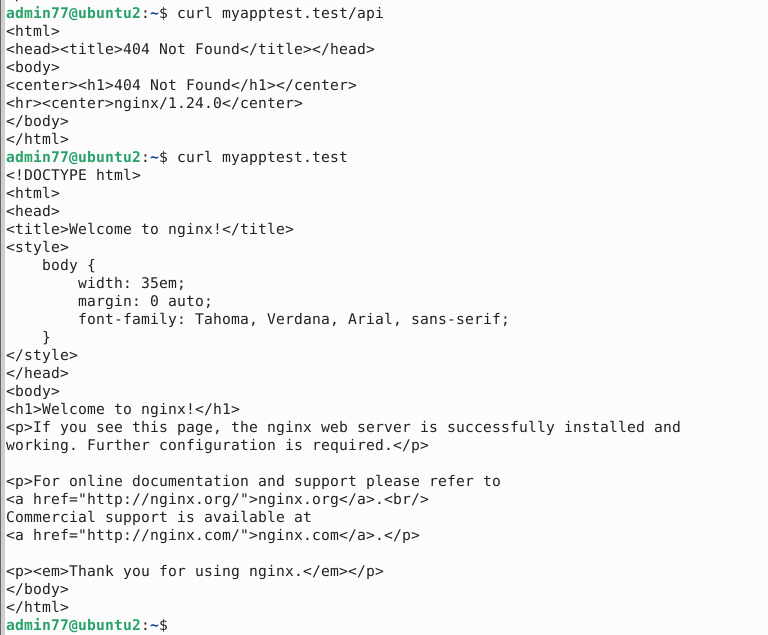 admin77@ubuntu2:~$ curl myapptest.test/api
<html>
<head><title>404 Not Found</title></head>
<body>
<center><h1>404 Not Found</h1></center>
<hr><center>nginx/1.24.0</center>
</body>
</html>
admin77@ubuntu2:~$ curl myapptest.test
<!DOCTYPE html>
<html>
<head>
<title>Welcome to nginx!</title>
<style>
    body {
        width: 35em;
        margin: 0 auto;
        font-family: Tahoma, Verdana, Arial, sans-serif;
    }
</style>
</head>
<body>
<h1>Welcome to nginx!</h1>
<p>If you see this page, the nginx web server is successfully installed and
working. Further configuration is required.</p>

<p>For online documentation and support please refer to
<a href="http://nginx.org/">nginx.org</a>.<br/>
Commercial support is available at
<a href="http://nginx.com/">nginx.com</a>.</p>

<p><em>Thank you for using nginx.</em></p>
</body>
</html>
admin77@ubuntu2:~$